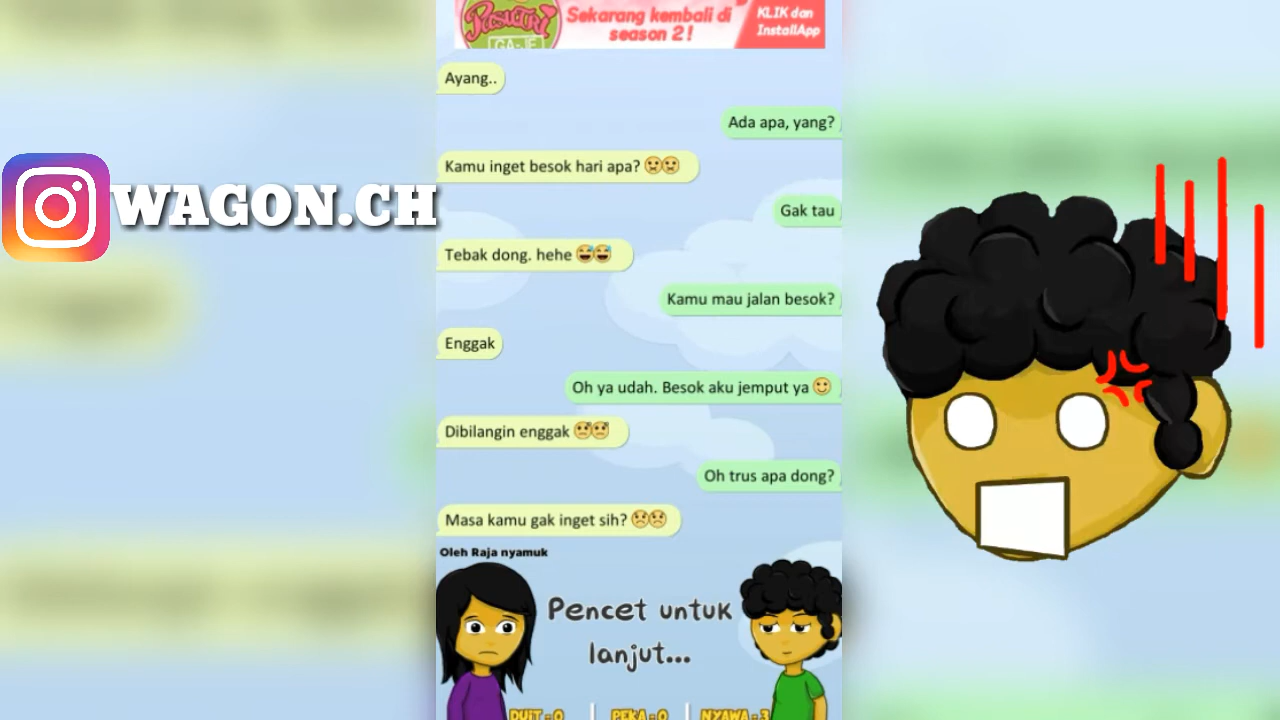 Pasutri
GA-JE
Sekarang kembali di
season 2!
KLIK dan
InstallApp
Ayang..
Ada apa, yang?
Kamu inget besok hari apa?
Gak tau
Tebak dong. hehe
Kamu mau jalan besok?
Enggak
Oh ya udah. Besok aku jemput ya
Dibilangin enggak
Oh trus apa dong?
Masa kamu gak inget sih?
Oleh Raja nyamuk
Pencet untuk
lanjut...
DUIT - 0 | PEKA - 0 | NYAWA - 3
WAGON.CH